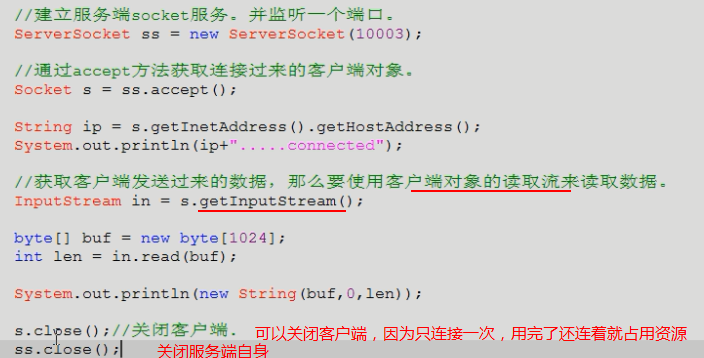 //建立服务端socket服务。并监听一个端口。
ServerSocket ss = new ServerSocket(10003);
//通过accept方法获取连接过来的客户端对象。
Socket s = ss.accept();
String ip = s.getInetAddress().getHostAddress();
System.out.println(ip+".....connected");
//获取客户端发送过来的数据，那么要使用客户端对象的读取流来读取数据。
InputStream in = s.getInputStream();
byte[] buf = new byte[1024];
int len = in.read(buf);
System.out.println(new String(buf,0,len));
s.close();//关闭客户端. 可以关闭客户端，因为只连接一次，用完了还连着就占用资源
ss.close(); 关闭服务端自身